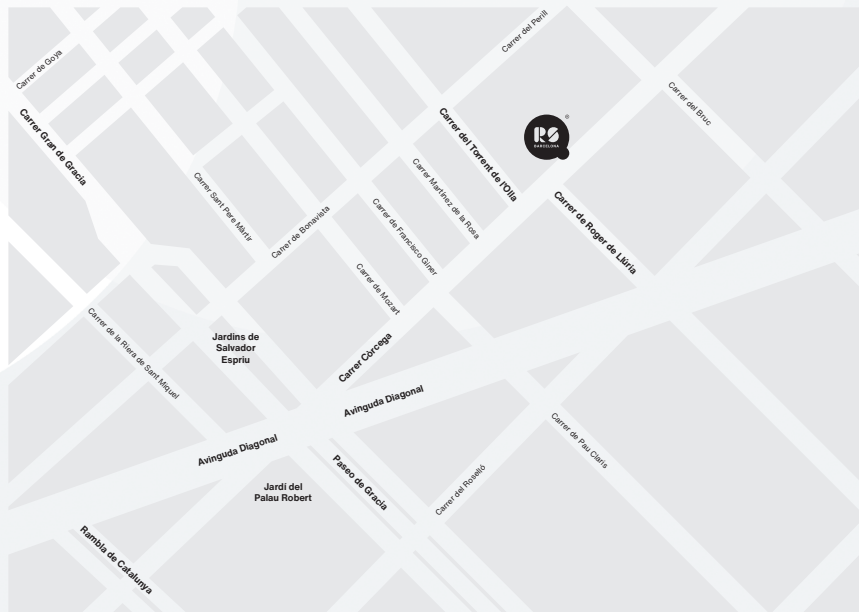 Carrer del Perill
Carrer de Goya
Carrer del Bruc
Carrer Gran de Gracia
Carrer del Torrent de l'Olla
RS
BARCELONA
®
Carrer Martínez de la Rosa
Carrer Sant Pere Màrtir
Carrer de Bonavista
Carrer de Francisco Giner
Carrer de Roger de Llúria
Carrer de Mozart
Carrer de la Riera de Sant Miquel
Jardins de
Salvador
Espriu
Carrer Còrcega
Avinguda Diagonal
Avinguda Diagonal
Carrer de Pau Claris
Paseo de Gracia
Carrer del Roselló
Jardí del
Palau Robert
Rambla de Catalunya